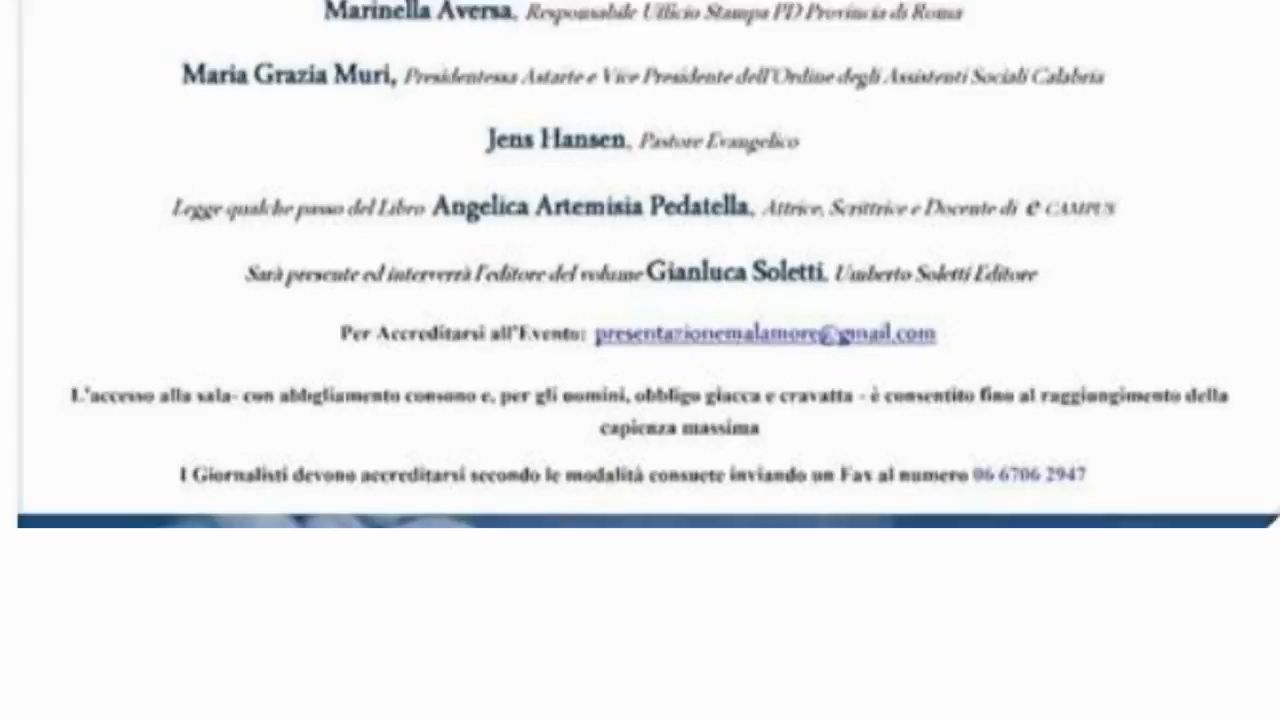 Marinella Aversa, Responsabile Ufficio Stampa PD Provincia di Roma
Maria Grazia Muri, Presidentessa Astarte e Vice Presidente dell'Ordine degli Assistenti Sociali Calabria
Jens Hansen, Pastore Evangelico
Legge qualche passo del Libro Angelica Artemisia Pedatella, Attrice, Scrittrice e Docente di e CAMPUS
Sarà presente ed interverrà l'editore del volume Gianluca Soletti, Umberto Soletti Editore
Per Accreditarsi all'Evento: presentazionemalamore@gmail.com
L'accesso alla sala- con abbigliamento consono e, per gli uomini, obbligo giacca e cravatta - è consentito fino al raggiungimento della
capienza massima
I Giornalisti devono accreditarsi secondo le modalità consuete inviando un Fax al numero 06 6706 2947